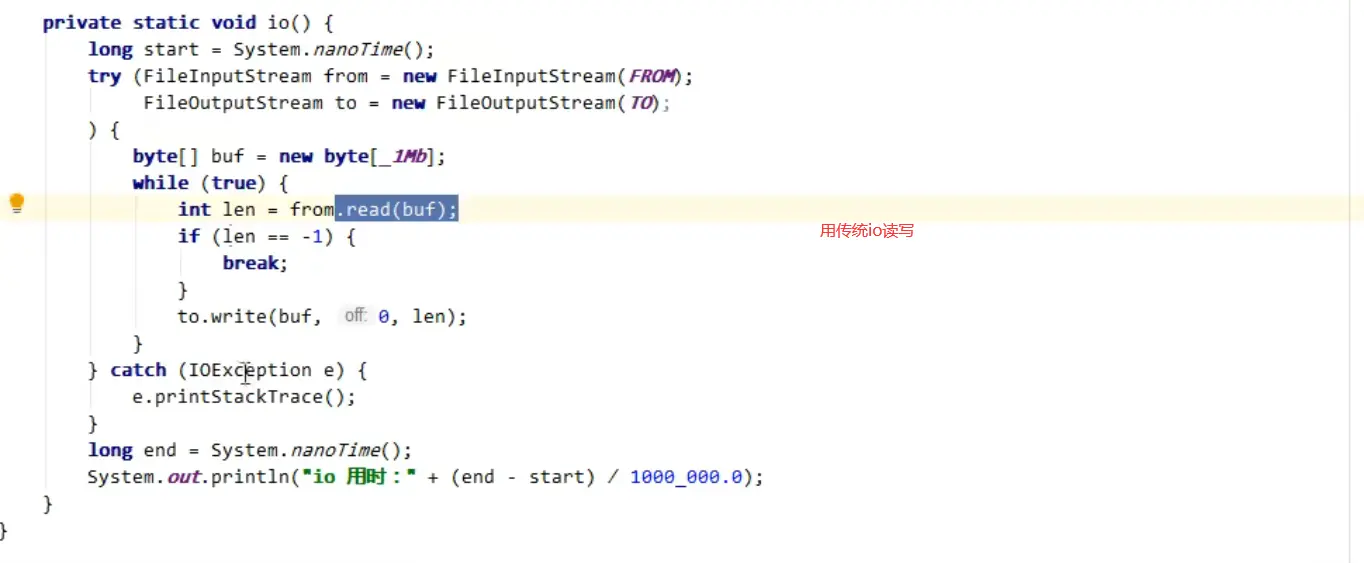 private static void io() {
long start = System.nanoTime();
try (FileInputStream from = new FileInputStream(FROM);
FileOutputStream to = new FileOutputStream(TO);
) {
byte[] buf = new byte[_1Mb];
while (true) {
int len = from.read(buf);
if (len == -1) {
用传统io读写
break;
}
to.write(buf, off: 0, len);
}
} catch (IOException e) {
e.printStackTrace();
}
long end = System.nanoTime();
System.out.println("io 用时：" + (end - start) / 1000_000.0);
}
}